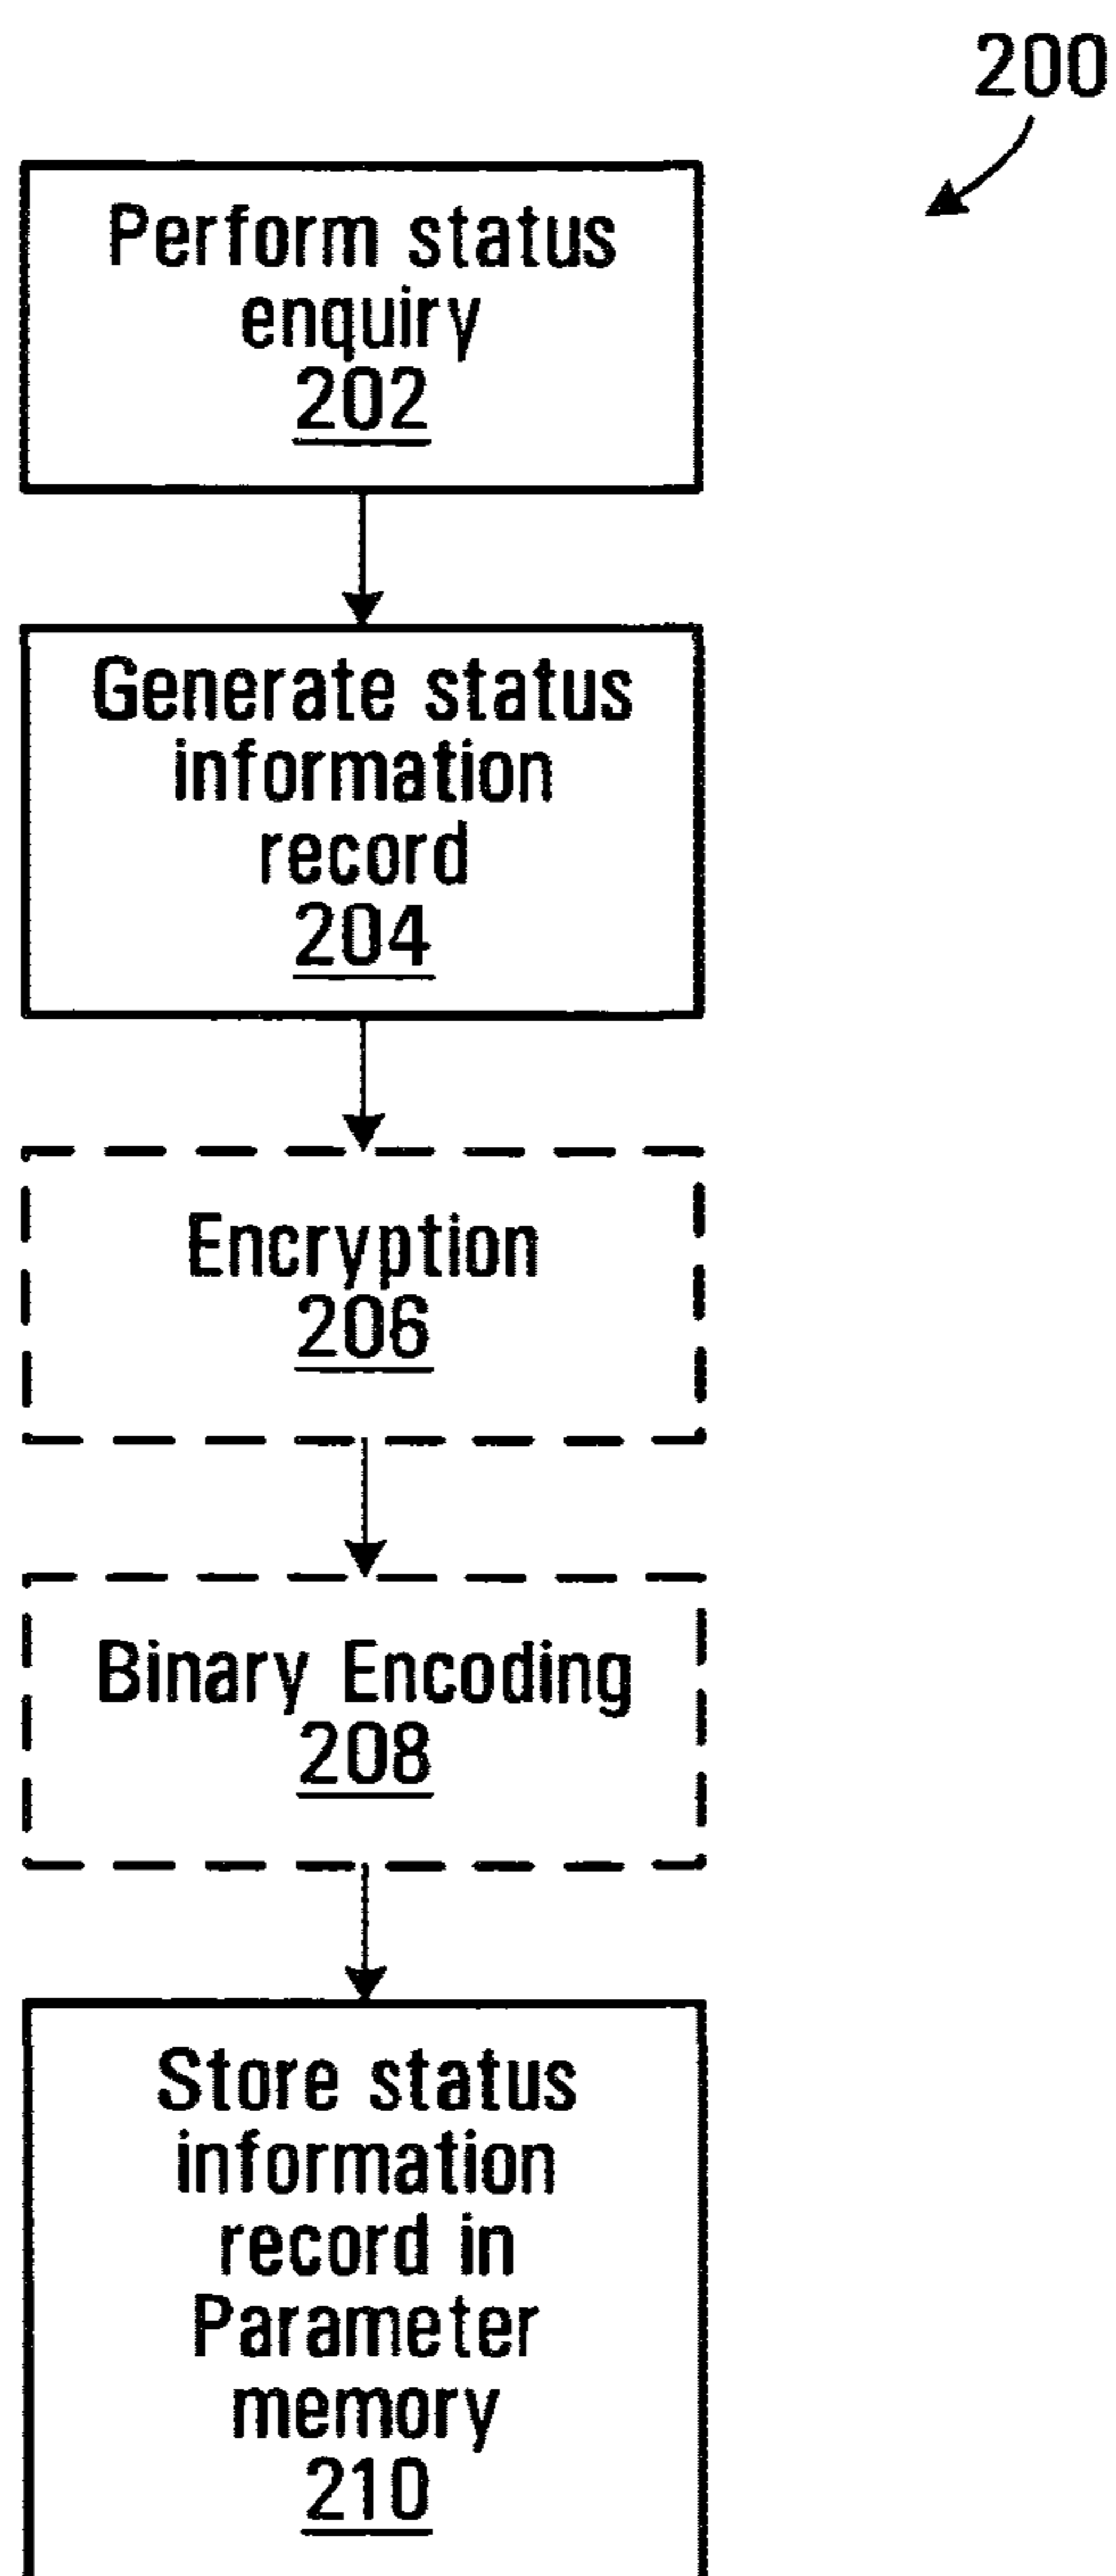 200
Perform status
enquiry
202
Generate status
information
record
204
Encryption
206
Binary Encoding
208
Store status
information
record in
Parameter
memory
210